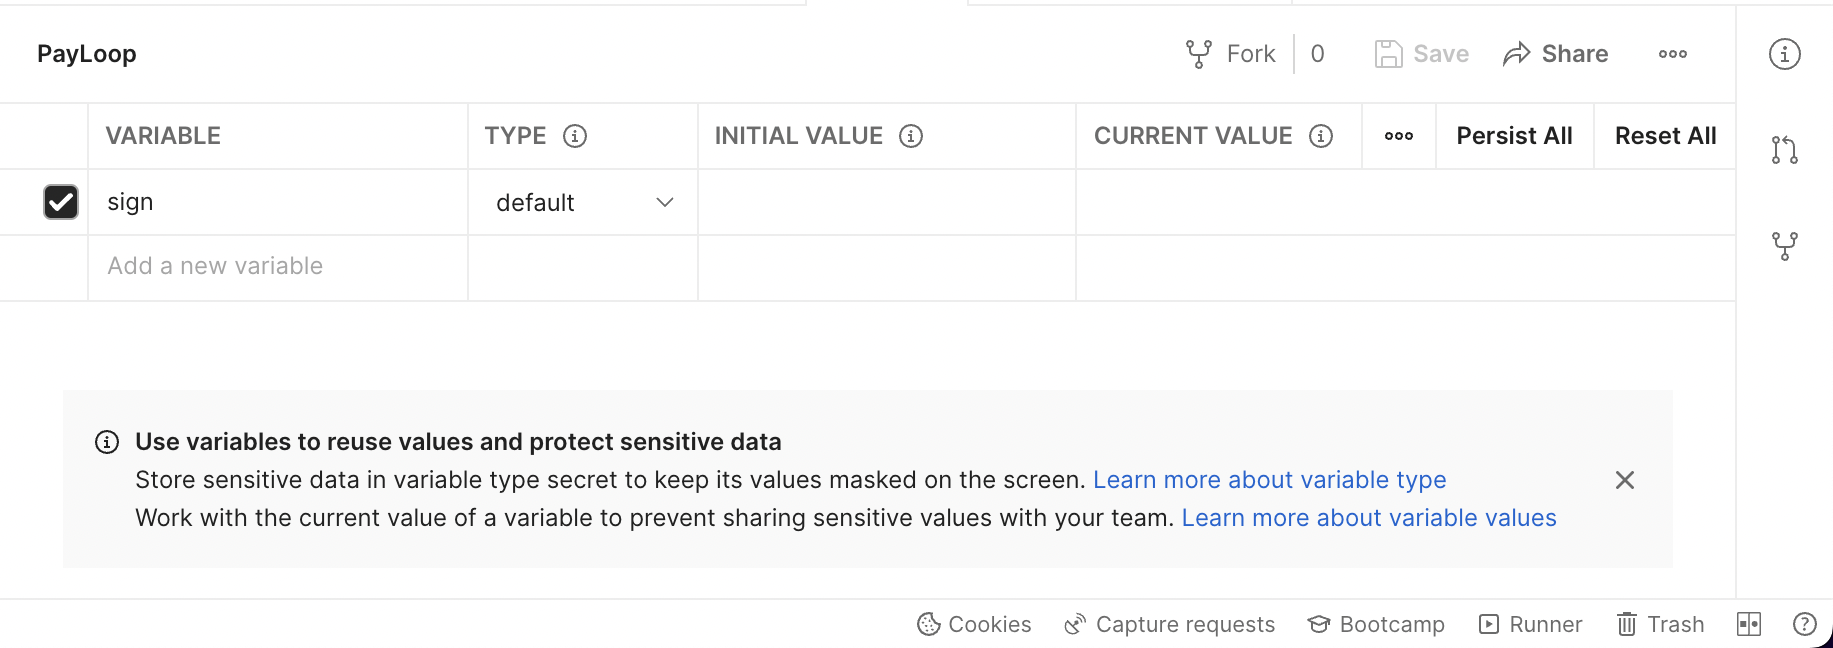 PayLoop
Fork 0 Save Share
VARIABLE TYPE INITIAL VALUE CURRENT VALUE Persist All Reset All
sign default
Add a new variable
Use variables to reuse values and protect sensitive data
Store sensitive data in variable type secret to keep its values masked on the screen. Learn more about variable type
Work with the current value of a variable to prevent sharing sensitive values with your team. Learn more about variable values
Cookies Capture requests Bootcamp Runner Trash